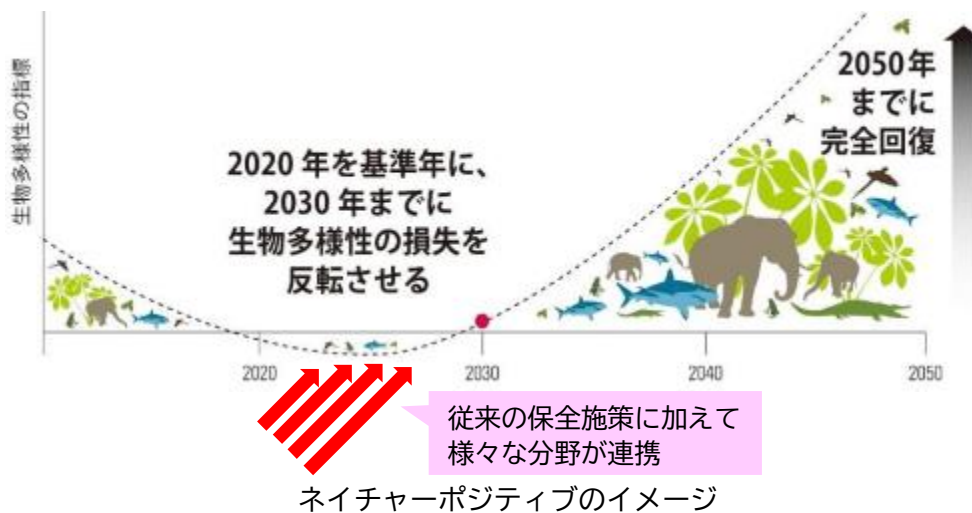 生物多様性の指標
2020 年を基準年に、
2030 年までに
生物多様性の損失を
反転させる
2050年
までに
完全回復
2020
2030
2040
2050
従来の保全施策に加えて
様々な分野が連携
ネイチャーポジティブのイメージ